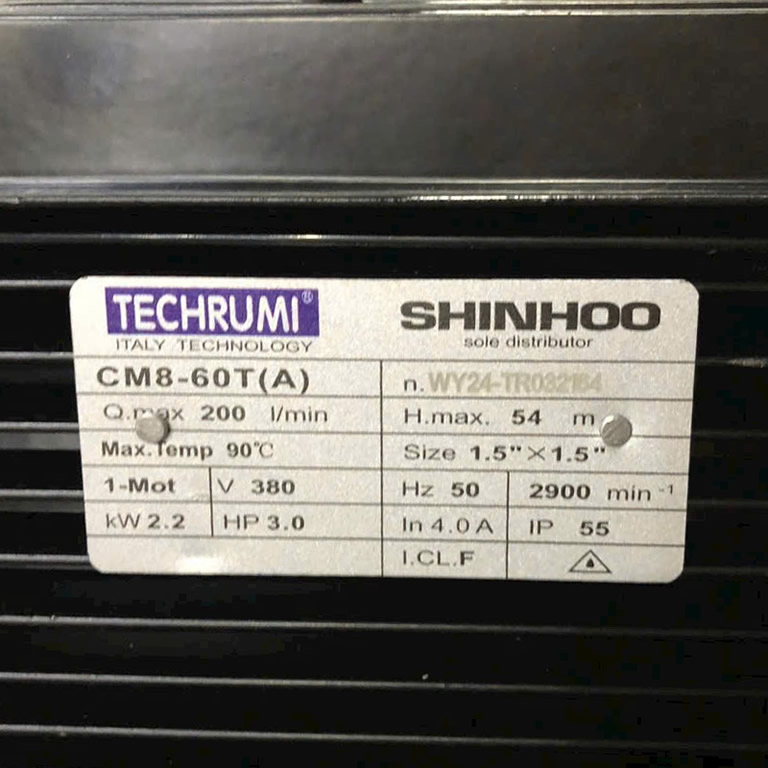 TECHRUMI®
ITALY TECHNOLOGY
SHINHOO
sole distributor
CM8-60T(A)
n. WY24-TR032164
Q.max 200 l/min
H.max. 54 m
Max.Temp 90℃
Size 1.5"×1.5"
1-Mot V 380
Hz 50 2900 min-1
kW 2.2 HP 3.0
In 4.0 A IP 55
I.CL.F